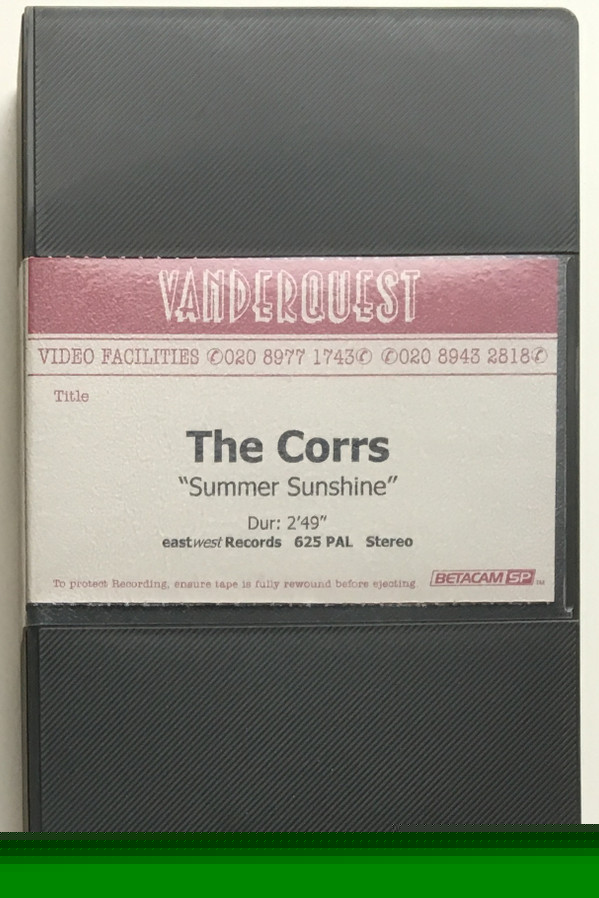 VANDERQUEST
VIDEO FACILITIES ✆020 8977 1743✆ ✆020 8943 2818✆
Title
The Corrs
“Summer Sunshine”
Dur: 2’49”
eastwest Records 625 PAL Stereo
To protect Recording, ensure tape is fully rewound before ejecting BETACAM SP TM